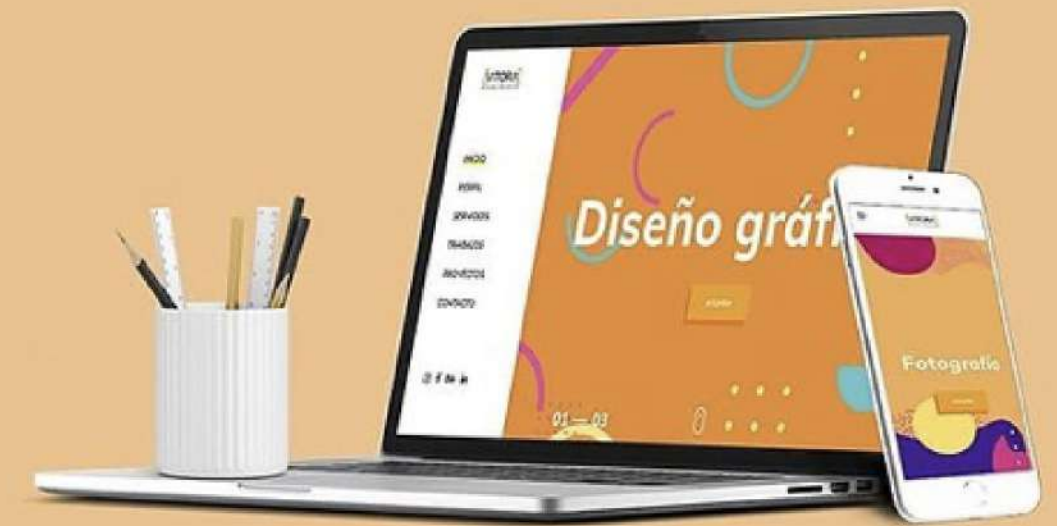 INICIO
PERFIL
SERVICIOS
TRABAJOS
PROYECTOS
CONTACTO
Diseño gráfi
01 — 03
Fotografía